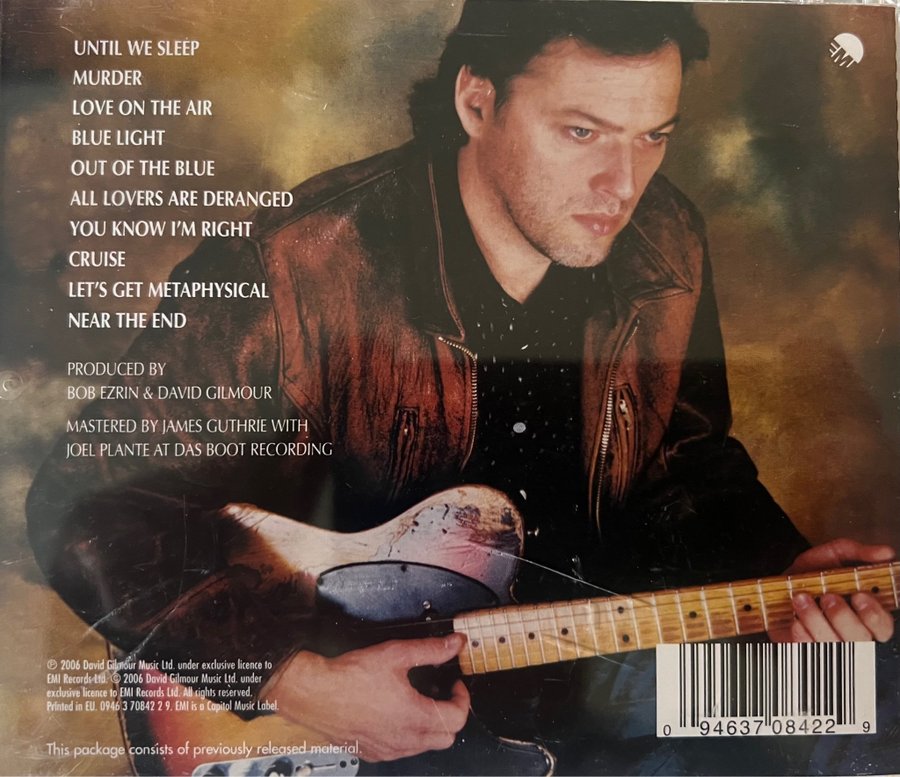 UNTIL WE SLEEP
MURDER
LOVE ON THE AIR
BLUE LIGHT
OUT OF THE BLUE
ALL LOVERS ARE DERANGED
YOU KNOW I'M RIGHT
CRUISE
LET'S GET METAPHYSICAL
NEAR THE END
PRODUCED BY
BOB EZRIN & DAVID GILMOUR
MASTERED BY JAMES GUTHRIE WITH
JOEL PLANTE AT DAS BOOT RECORDING
EMI
℗ 2006 David Gilmour Music Ltd. under exclusive licence to
EMI Records Ltd. © 2006 David Gilmour Music Ltd. under
exclusive licence to EMI Records Ltd. All rights reserved.
Printed in EU. 0946 3 70842 2 9. EMI is a Capitol Music Label.
This package consists of previously released material.
0 94637 08422 9